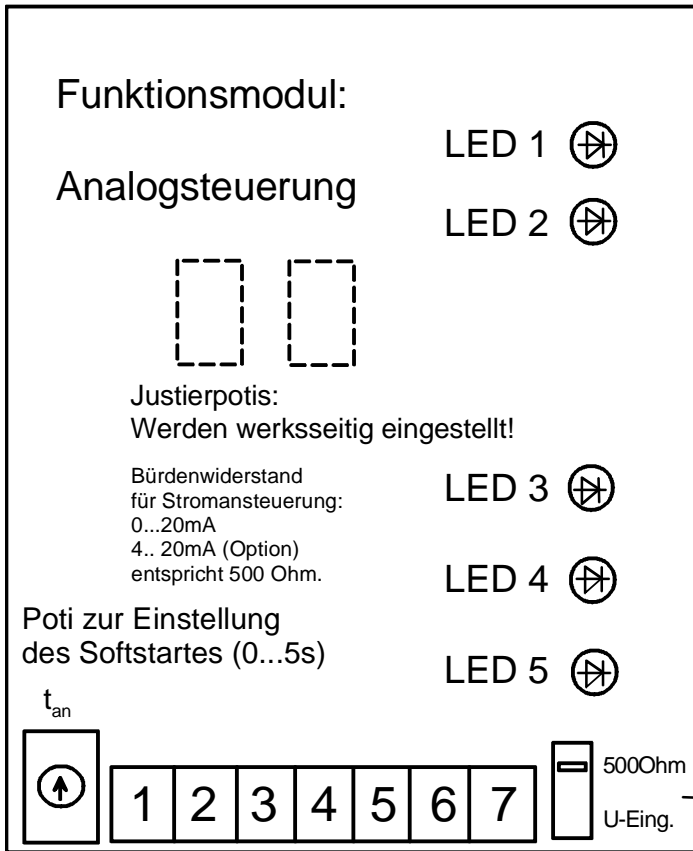 Funktionsmodul:
Analogsteuerung
LED 1
LED 2
Justierpotis:
Werden werksseitig eingestellt!
Bürdenwiderstand
für Stromansteuerung:
0...20mA
4.. 20mA (Option)
entspricht 500 Ohm.
LED 3
LED 4
LED 5
Poti zur Einstellung
des Softstartes (0...5s)
tan
1 2 3 4 5 6 7
500Ohm
U-Eing.